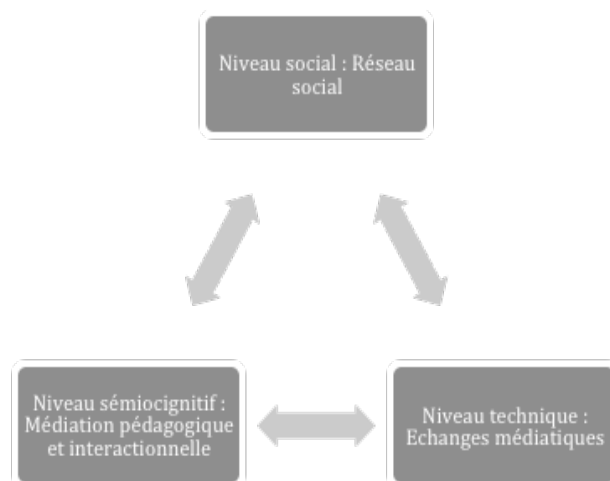 Niveau social : Réseau
social
Niveau sémiocignitif :
Médiation pédagogique
et interactionnelle
Niveau technique :
Echanges médiatiques